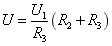 U = U₁/R₃ (R₂ + R₃)